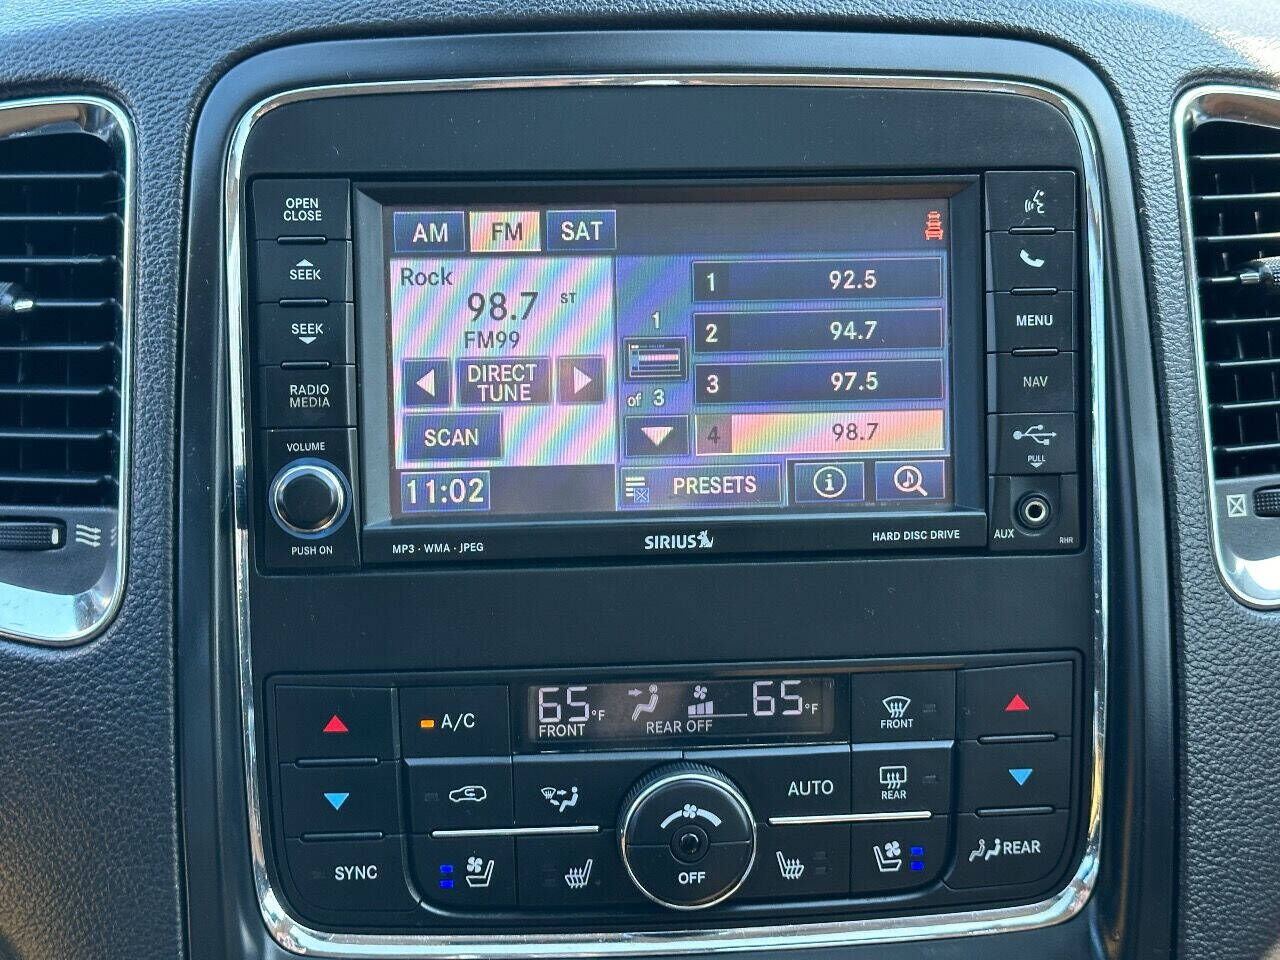 OPEN
CLOSE
SEEK
SEEK
RADIO
MEDIA
VOLUME
PUSH ON
AM FM SAT
Rock
98.7 ST
FM99
DIRECT
TUNE
SCAN
11:02
1
of 3
1 92.5
2 94.7
3 97.5
4 98.7
PRESETS
i
MENU
NAV
PULL
AUX
RHR
MP3 · WMA · JPEG
SIRIUS
HARD DISC DRIVE
A/C
65°F
FRONT
REAR OFF
65°F
FRONT
AUTO
REAR
SYNC
OFF
REAR